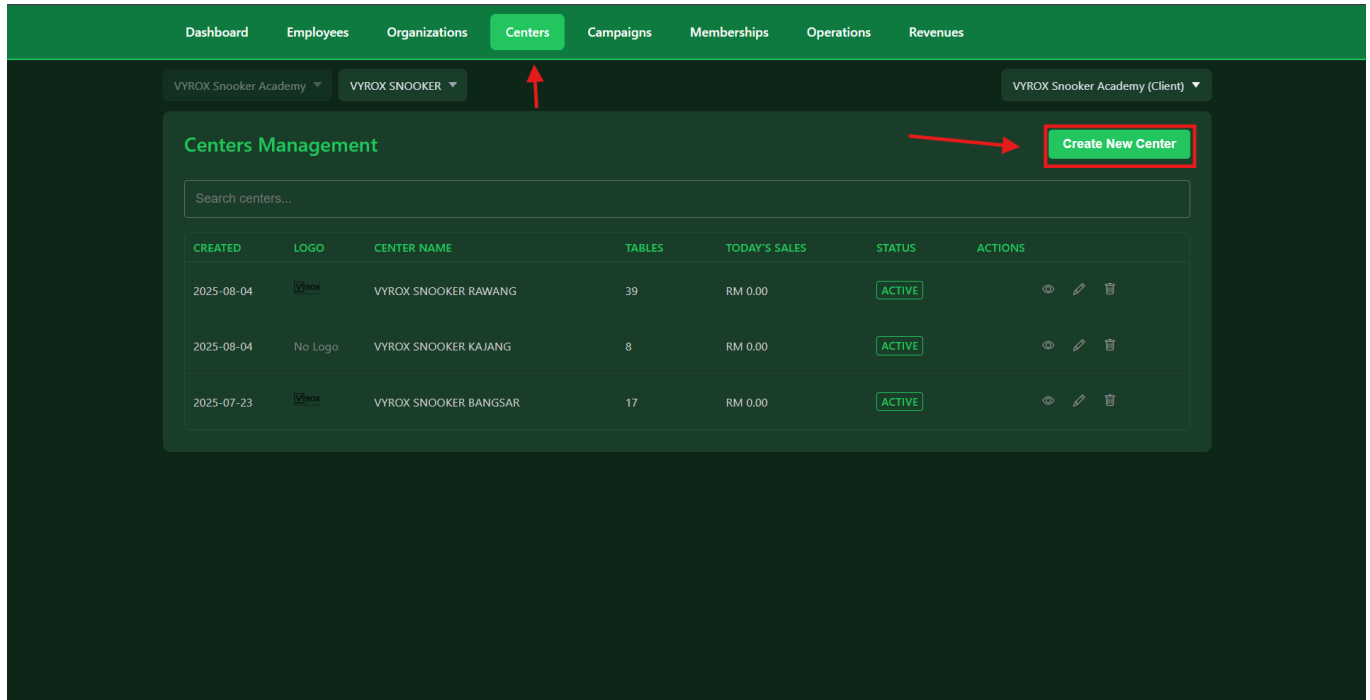 Dashboard Employees Organizations Centers Campaigns Memberships Operations Revenues
VYROX Snooker Academy VYROX SNOOKER VYROX Snooker Academy (Client)
Centers Management Create New Center
Search centers...
CREATED LOGO CENTER NAME TABLES TODAY'S SALES STATUS ACTIONS
2025-08-04 VYROX VYROX SNOOKER RAWANG 39 RM 0.00 ACTIVE
2025-08-04 No Logo VYROX SNOOKER KAJANG 8 RM 0.00 ACTIVE
2025-07-23 VYROX VYROX SNOOKER BANGSAR 17 RM 0.00 ACTIVE